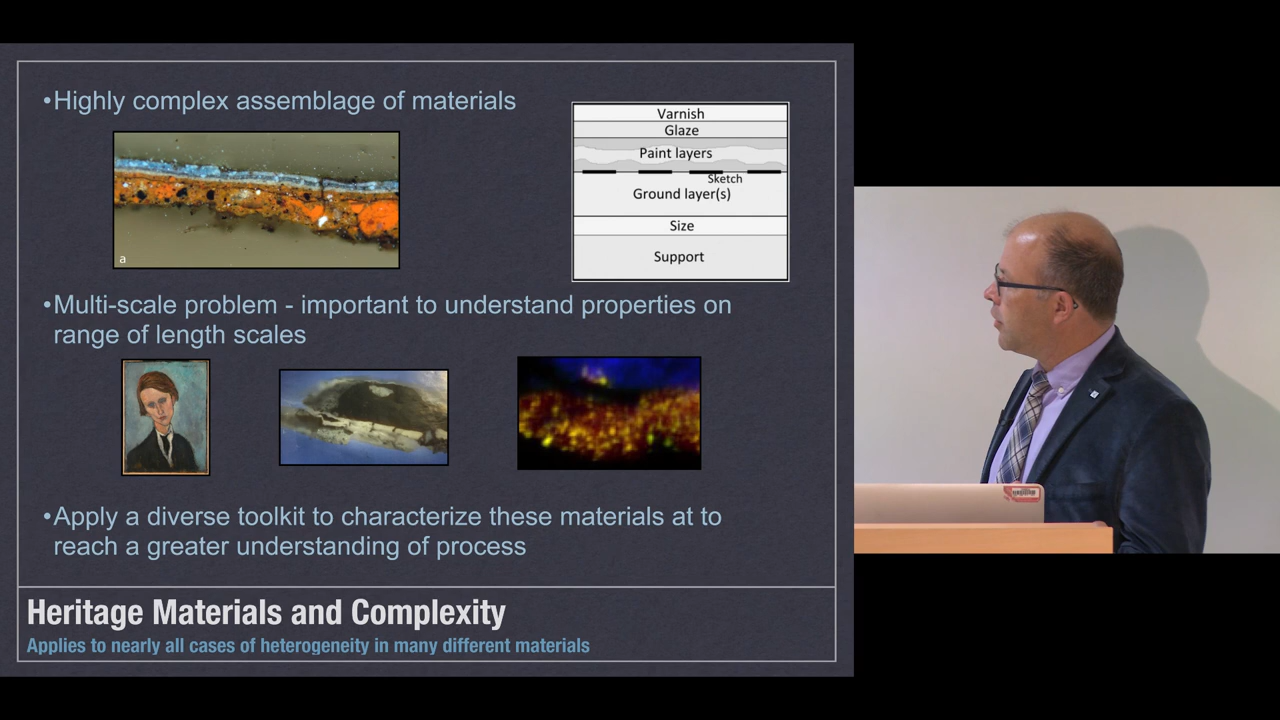 •Highly complex assemblage of materials
a
Varnish
Glaze
Paint layers
Sketch
Ground layer(s)
Size
Support
•Multi-scale problem - important to understand properties on
range of length scales
•Apply a diverse toolkit to characterize these materials at to
reach a greater understanding of process
Heritage Materials and Complexity
Applies to nearly all cases of heterogeneity in many different materials